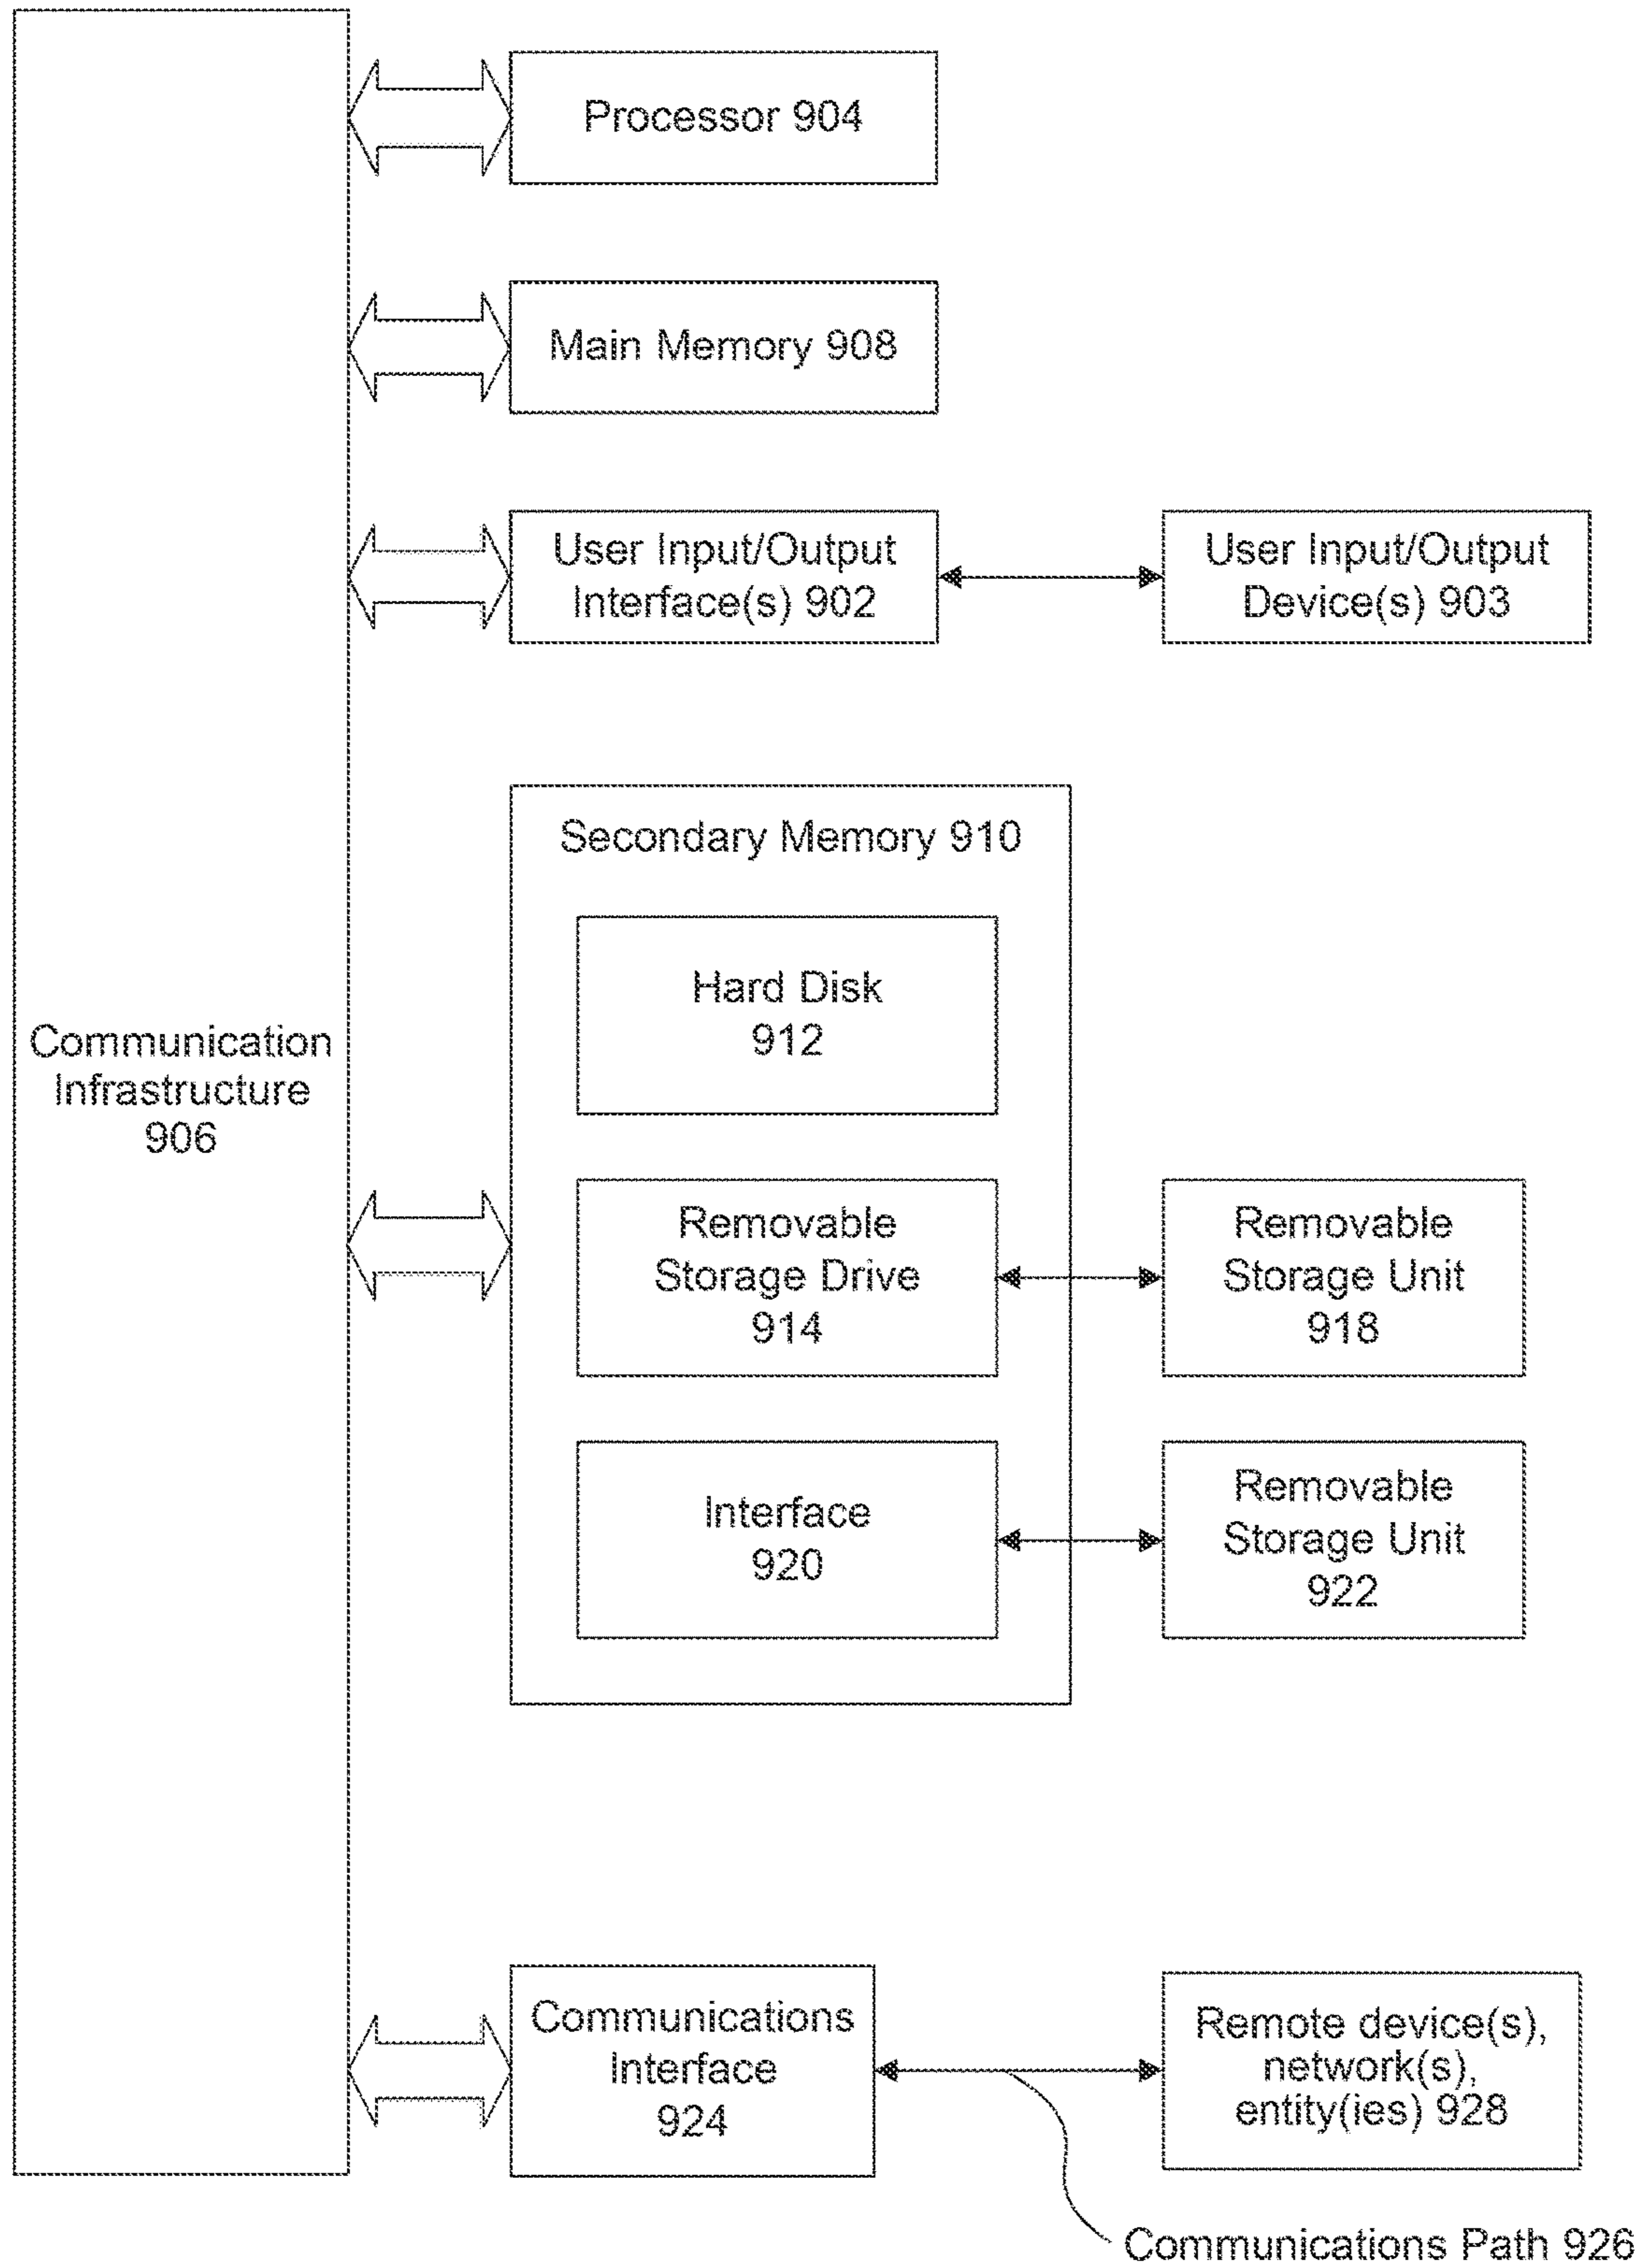 Processor 904
Main Memory 908
User Input/Output
Interface(s) 902
User Input/Output
Device(s) 903
Secondary Memory 910
Hard Disk
912
Communication
Infrastructure
906
Removable
Storage Drive
914
Removable
Storage Unit
918
Interface
920
Removable
Storage Unit
922
Communications
Interface
924
Remote device(s),
network(s),
entity(ies) 928
Communications Path 926